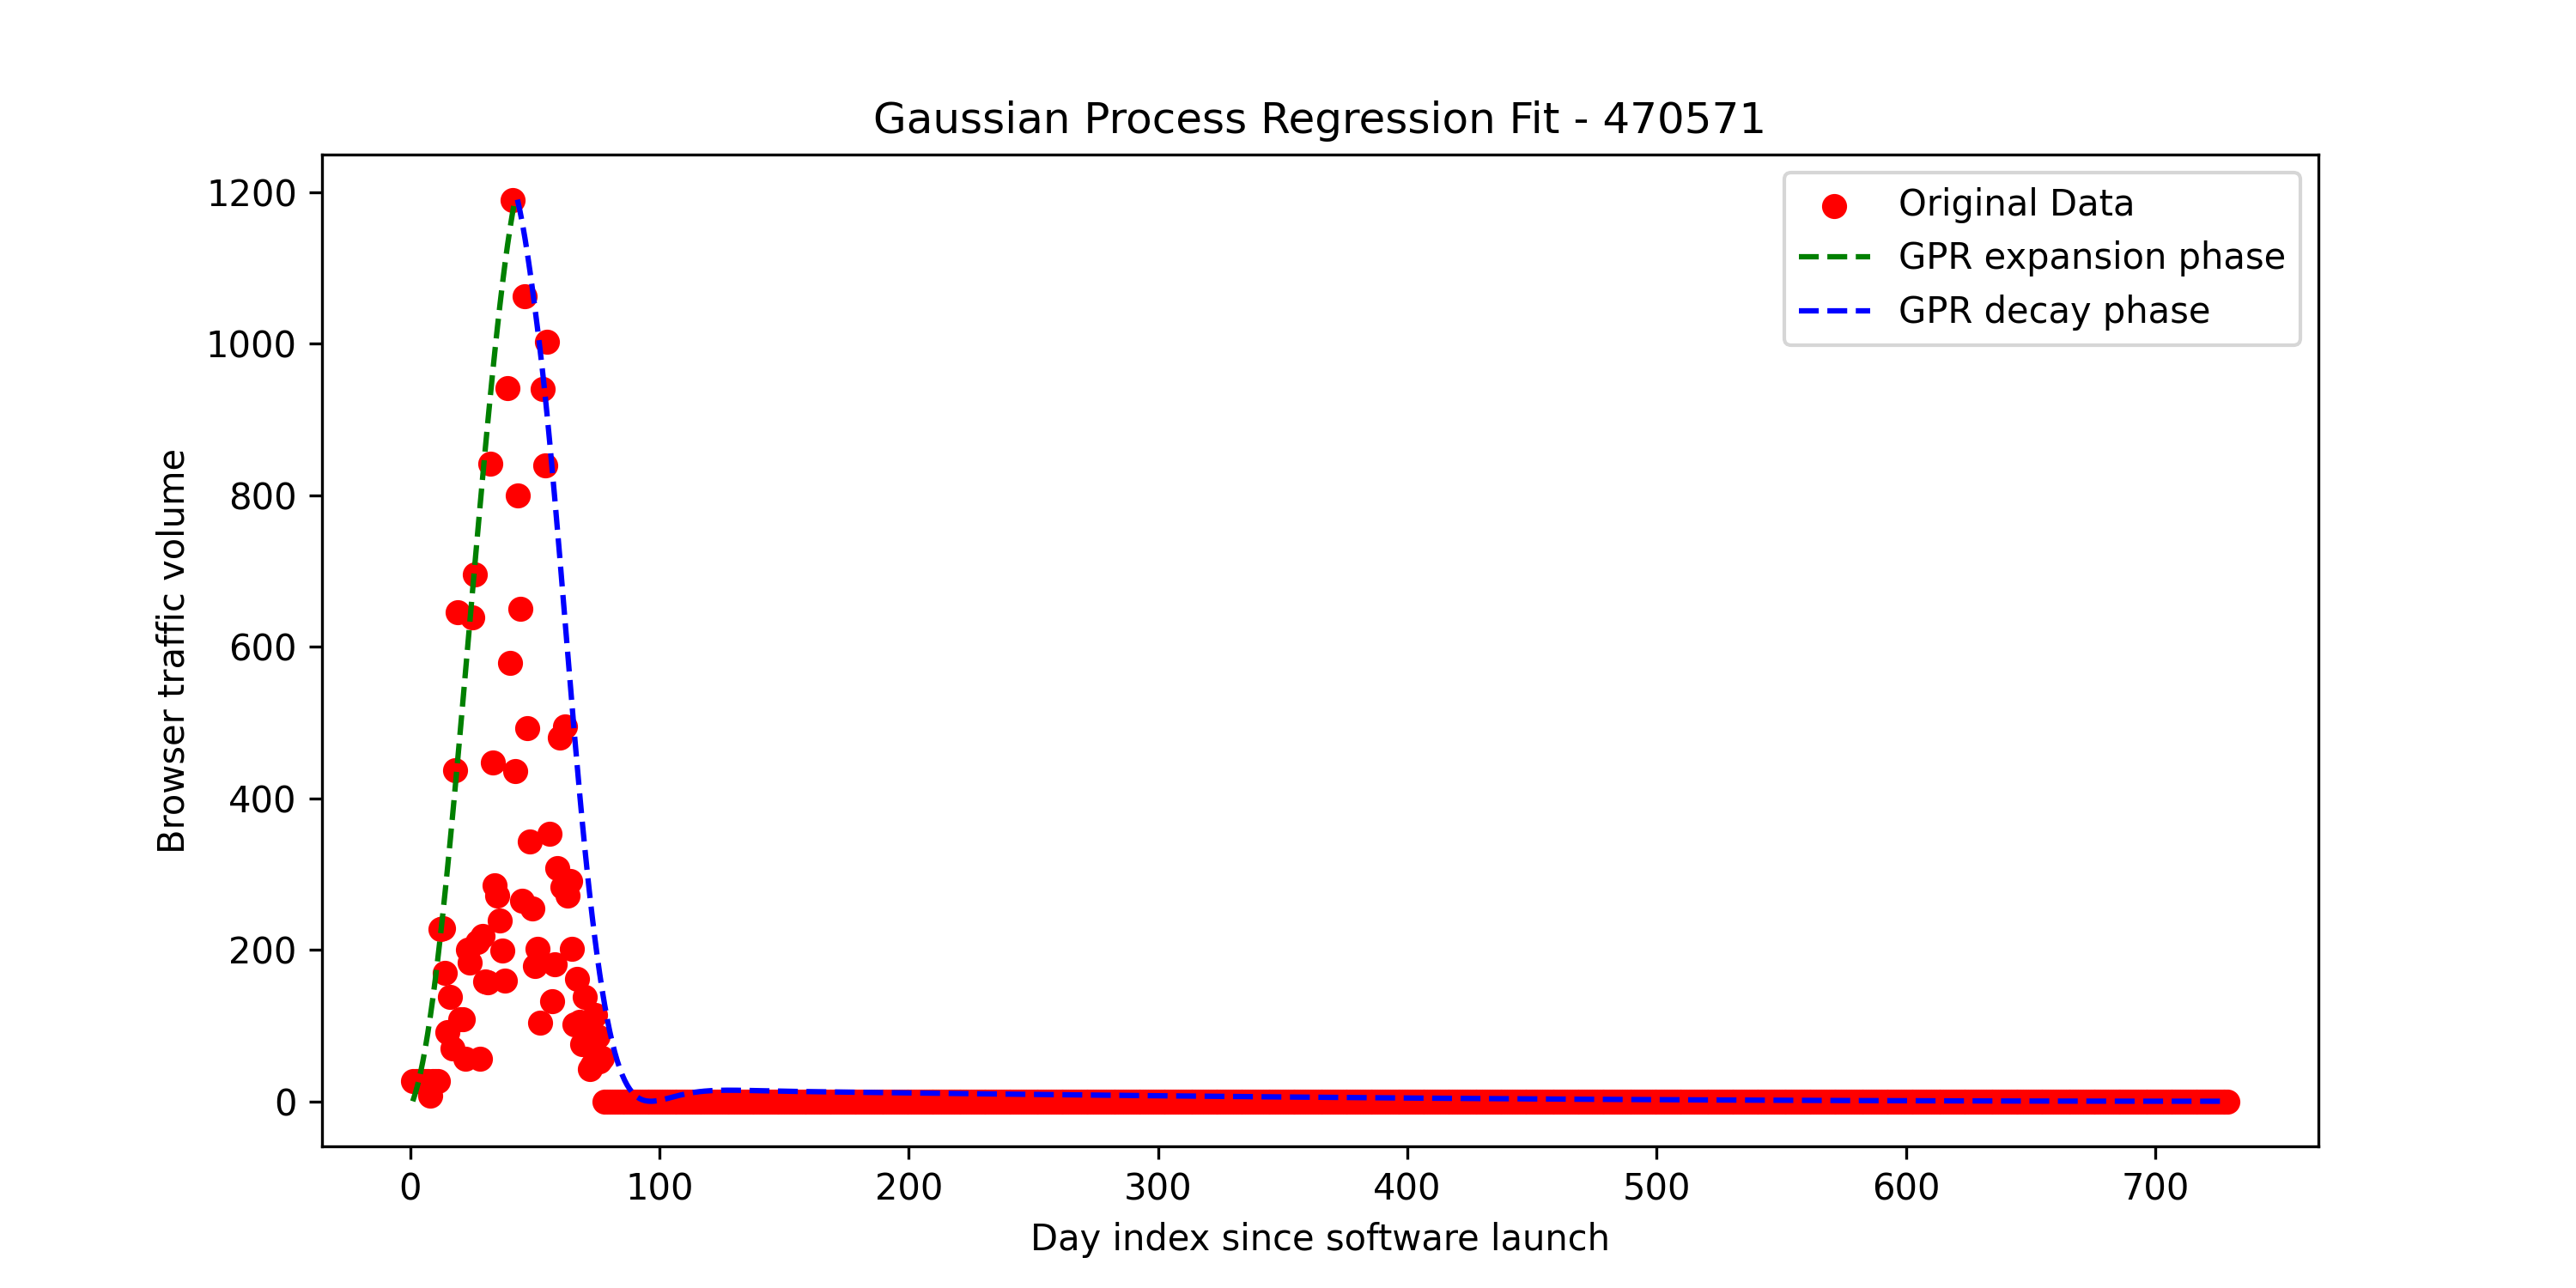 Gaussian Process Regression Fit - 470571
Original Data
GPR expansion phase
GPR decay phase
Browser traffic volume
1200
1000
800
600
400
200
0
0 100 200 300 400 500 600 700
Day index since software launch